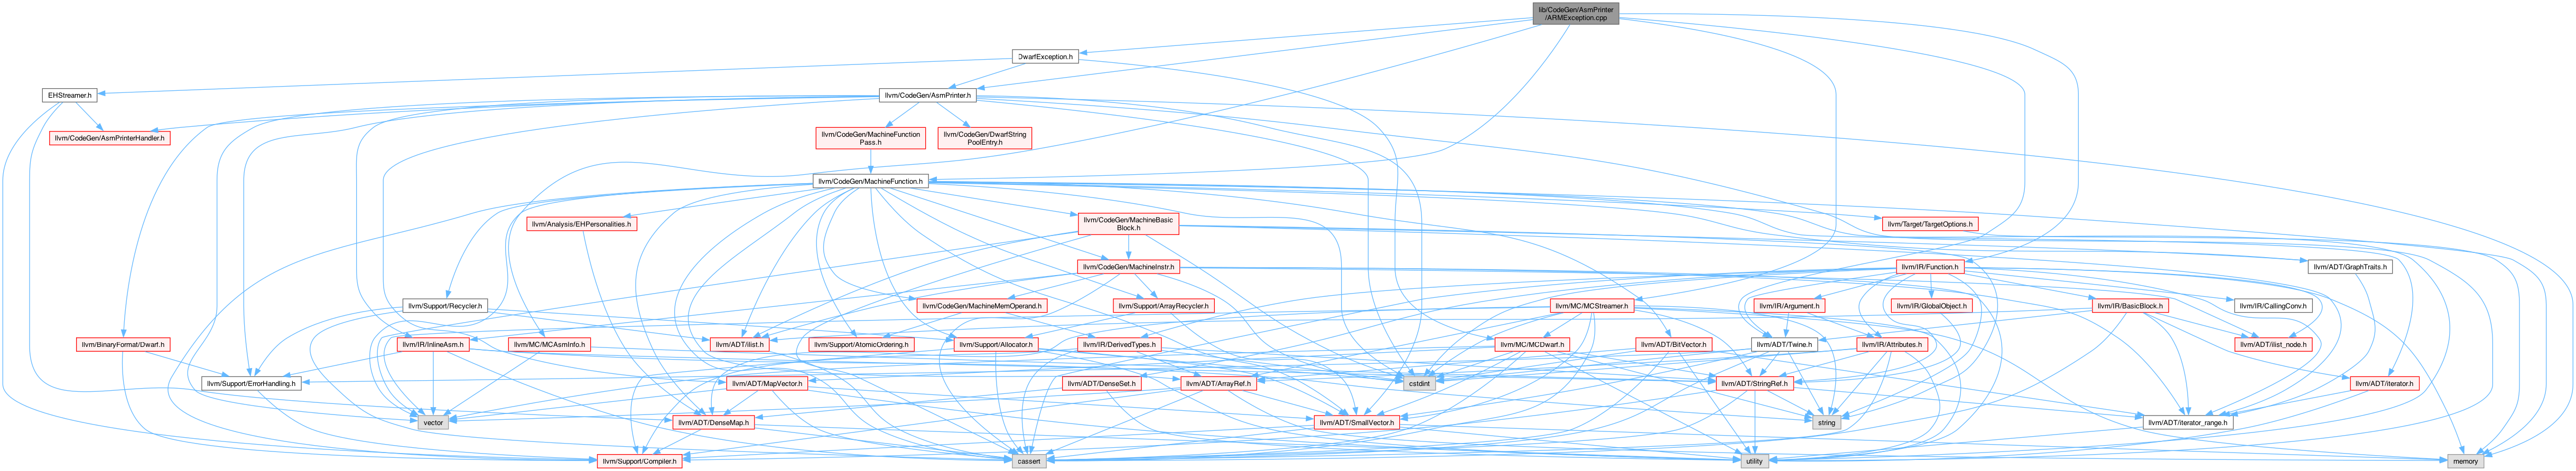 lib/CodeGen/AsmPrinter
/ARMException.cpp
DwarfException.h
EHStreamer.h
llvm/CodeGen/AsmPrinter.h
llvm/CodeGen/AsmPrinterHandler.h
llvm/CodeGen/MachineFunction
Pass.h
llvm/CodeGen/DwarfString
PoolEntry.h
llvm/CodeGen/MachineFunction.h
llvm/Analysis/EHPersonalities.h
llvm/CodeGen/MachineBasic
Block.h
llvm/Target/TargetOptions.h
llvm/CodeGen/MachineInstr.h
llvm/IR/Function.h
llvm/ADT/GraphTraits.h
llvm/Support/Recycler.h
llvm/CodeGen/MachineMemOperand.h
llvm/Support/ArrayRecycler.h
llvm/MC/MCStreamer.h
llvm/IR/Argument.h
llvm/IR/GlobalObject.h
llvm/IR/BasicBlock.h
llvm/IR/CallingConv.h
llvm/BinaryFormat/Dwarf.h
llvm/IR/InlineAsm.h
llvm/MC/MCAsmInfo.h
llvm/ADT/ilist.h
llvm/Support/AtomicOrdering.h
llvm/Support/Allocator.h
llvm/IR/DerivedTypes.h
llvm/MC/MCDwarf.h
llvm/ADT/BitVector.h
llvm/ADT/Twine.h
llvm/IR/Attributes.h
llvm/ADT/ilist_node.h
llvm/Support/ErrorHandling.h
llvm/ADT/MapVector.h
llvm/ADT/DenseSet.h
llvm/ADT/ArrayRef.h
cstdint
llvm/ADT/StringRef.h
llvm/ADT/iterator.h
vector
llvm/ADT/DenseMap.h
llvm/ADT/SmallVector.h
string
llvm/ADT/iterator_range.h
llvm/Support/Compiler.h
cassert
utility
memory